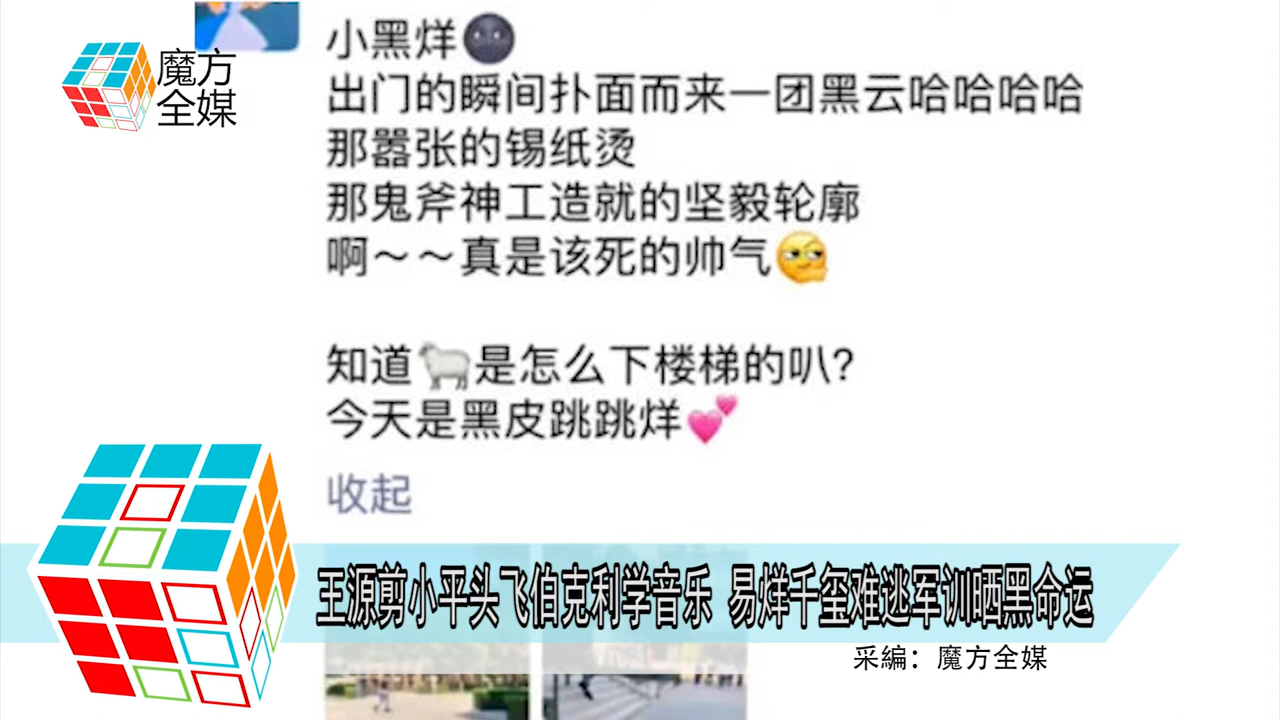 魔方
全媒
小黑烊
出门的瞬间扑面而来一团黑云哈哈哈哈
那嚣张的锡纸烫
那鬼斧神工造就的坚毅轮廓
啊～～真是该死的帅气
知道🐑是怎么下楼梯的叭?
今天是黑皮跳跳烊
收起
王源剪小平头飞伯克利学音乐 易烊千玺难逃军训晒黑命运
采編：魔方全媒